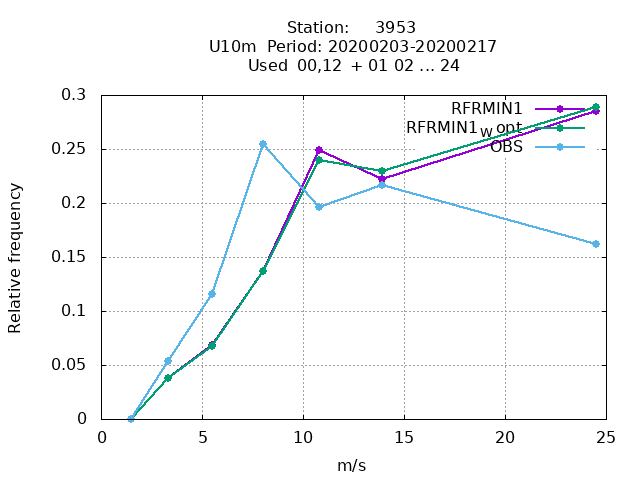 Station: 3953
U10m Period: 20200203-20200217
Used 00,12 + 01 02 ... 24
0.3
0.25
0.2
0.15
0.1
0.05
0
0 5 10 15 20 25
Relative frequency
m/s
RFRMIN1
RFRMIN1w opt
OBS